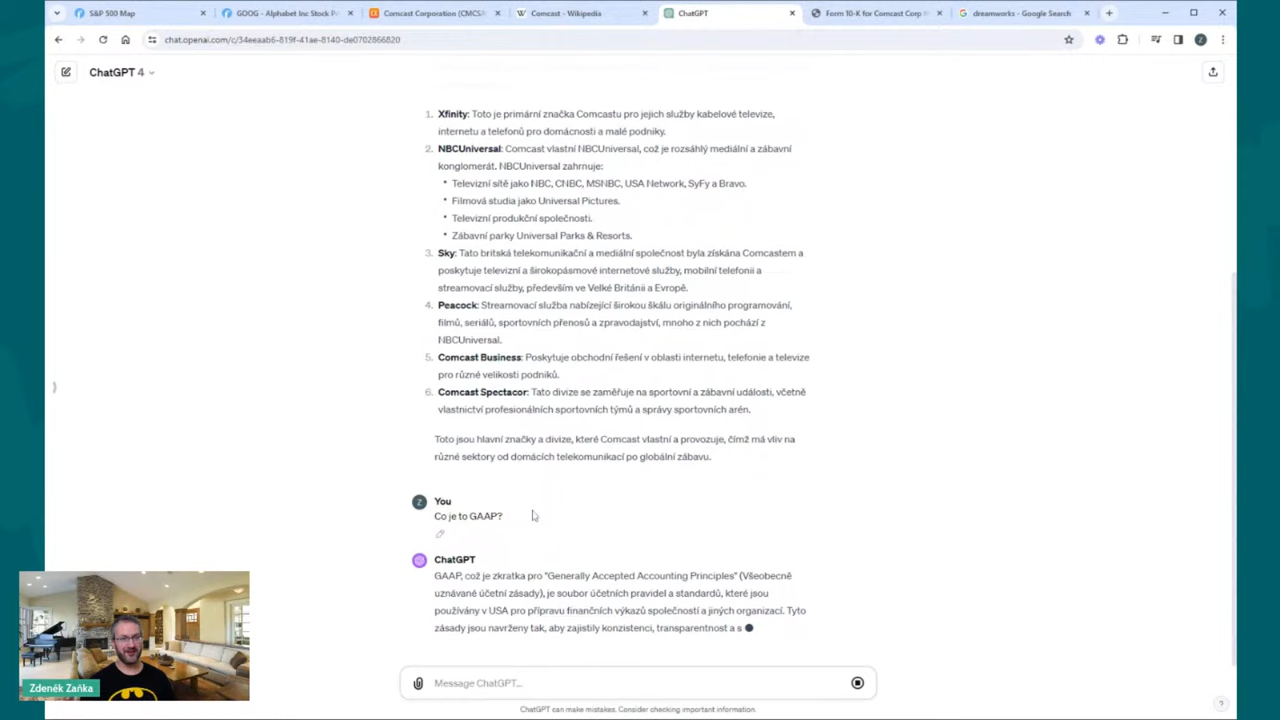 S&P 500 Map
GOOG - Alphabet Inc Stock P
Comcast Corporation (CMCSA
Comcast - Wikipedia
ChatGPT
Form 10-K for Comcast Corp
dreamworks - Google Search
chat.openai.com/c/34eeaab6-819f-41ae-8140-de0702866820
ChatGPT 4
1. Xfinity: Toto je primární značka Comcastu pro jejich služby kabelové televize,
internetu a telefonů pro domácnosti a malé podniky.
2. NBCUniversal: Comcast vlastní NBCUniversal, což je rozsáhlý mediální a zábavní
konglomerát. NBCUniversal zahrnuje:
• Televizní sítě jako NBC, CNBC, MSNBC, USA Network, SyFy a Bravo.
• Filmová studia jako Universal Pictures.
• Televizní produkční společnosti.
• Zábavní parky Universal Parks & Resorts.
3. Sky: Tato britská telekomunikační a mediální společnost byla získána Comcastem a
poskytuje televizní a širokopásmové internetové služby, mobilní telefonii a
streamovací služby, především ve Velké Británii a Evropě.
4. Peacock: Streamovací služba nabízející širokou škálu originálního programování,
filmů, seriálů, sportovních přenosů a zpravodajství, mnoho z nich pochází z
NBCUniversal.
5. Comcast Business: Poskytuje obchodní řešení v oblasti internetu, telefonie a televize
pro různé velikosti podniků.
6. Comcast Spectacor: Tato divize se zaměřuje na sportovní a zábavní události, včetně
vlastnictví profesionálních sportovních týmů a správy sportovních arén.
Toto jsou hlavní značky a divize, které Comcast vlastní a provozuje, čímž má vliv na
různé sektory od domácích telekomunikací po globální zábavu.
Z
You
Co je to GAAP?
ChatGPT
GAAP, což je zkratka pro "Generally Accepted Accounting Principles" (Všeobecně
uznávané účetní zásady), je soubor účetních pravidel a standardů, které jsou
používány v USA pro přípravu finančních výkazů společností a jiných organizací. Tyto
zásady jsou navrženy tak, aby zajistily konzistenci, transparentnost a s
Message ChatGPT...
ChatGPT can make mistakes. Consider checking important information.
?
Zdeněk Zaňka